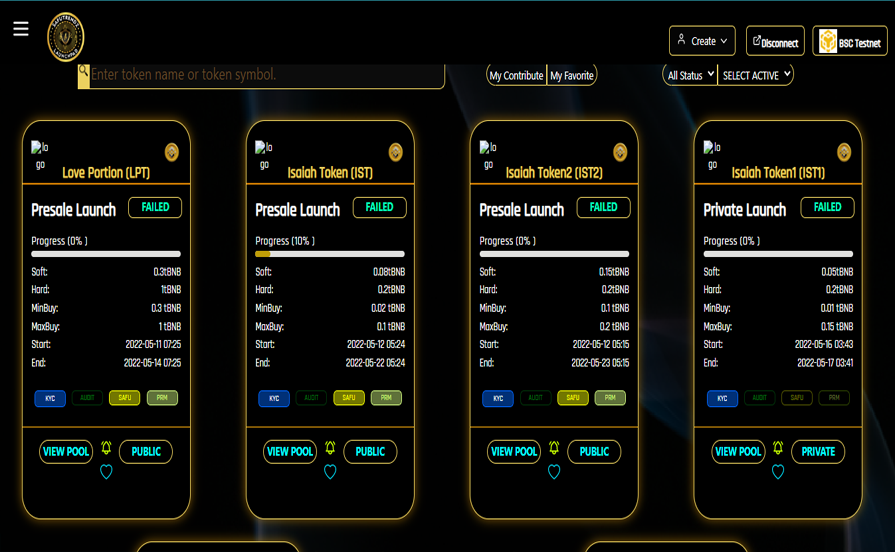 SAFUTRENDZ
LAUNCHPAD
Create
Disconnect
BSC Testnet
Enter token name or token symbol.
My Contribute
My Favorite
All Status
SELECT ACTIVE
lo
go
Love Portion (LPT)
Presale Launch
FAILED
Progress (0% )
Soft: 0.3tBNB
Hard: 1tBNB
MinBuy: 0.3 tBNB
MaxBuy: 1 tBNB
Start: 2022-05-11 07:25
End: 2022-05-14 07:25
KYC AUDIT SAFU PRM
VIEW POOL
PUBLIC
lo
go
Isaiah Token (IST)
Presale Launch
FAILED
Progress (10% )
Soft: 0.08tBNB
Hard: 0.2tBNB
MinBuy: 0.02 tBNB
MaxBuy: 0.1 tBNB
Start: 2022-05-12 05:24
End: 2022-05-22 05:24
KYC AUDIT SAFU PRM
VIEW POOL
PUBLIC
lo
go
Isaiah Token2 (IST2)
Presale Launch
FAILED
Progress (0% )
Soft: 0.15tBNB
Hard: 0.2tBNB
MinBuy: 0.1 tBNB
MaxBuy: 0.2 tBNB
Start: 2022-05-12 05:15
End: 2022-05-23 05:15
KYC AUDIT SAFU PRM
VIEW POOL
PUBLIC
lo
go
Isaiah Token1 (IST1)
Private Launch
FAILED
Progress (0% )
Soft: 0.05tBNB
Hard: 0.2tBNB
MinBuy: 0.01 tBNB
MaxBuy: 0.15 tBNB
Start: 2022-05-16 03:43
End: 2022-05-17 03:41
KYC AUDIT SAFU PRM
VIEW POOL
PRIVATE